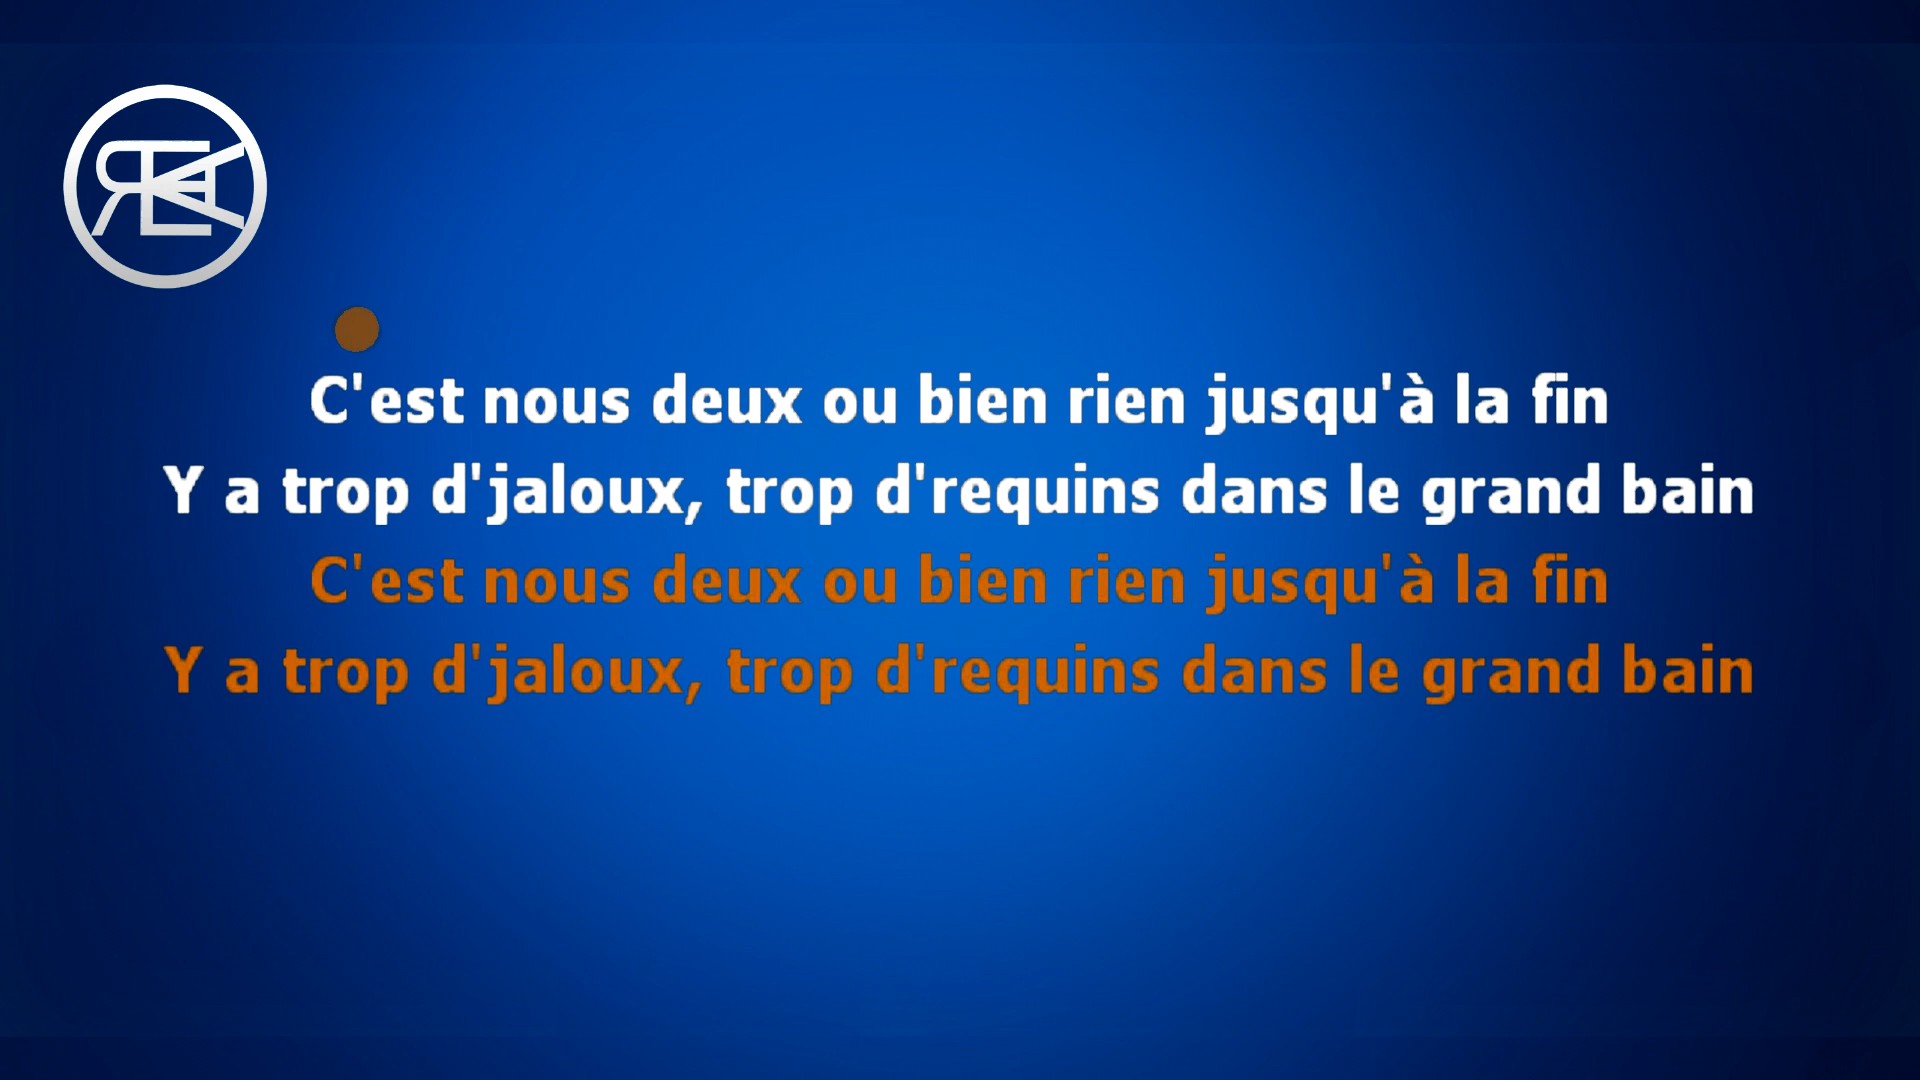 C'est nous deux ou bien rien jusqu'à la fin
Y a trop d'jaloux, trop d'requins dans le grand bain
C'est nous deux ou bien rien jusqu'à la fin
Y a trop d'jaloux, trop d'requins dans le grand bain